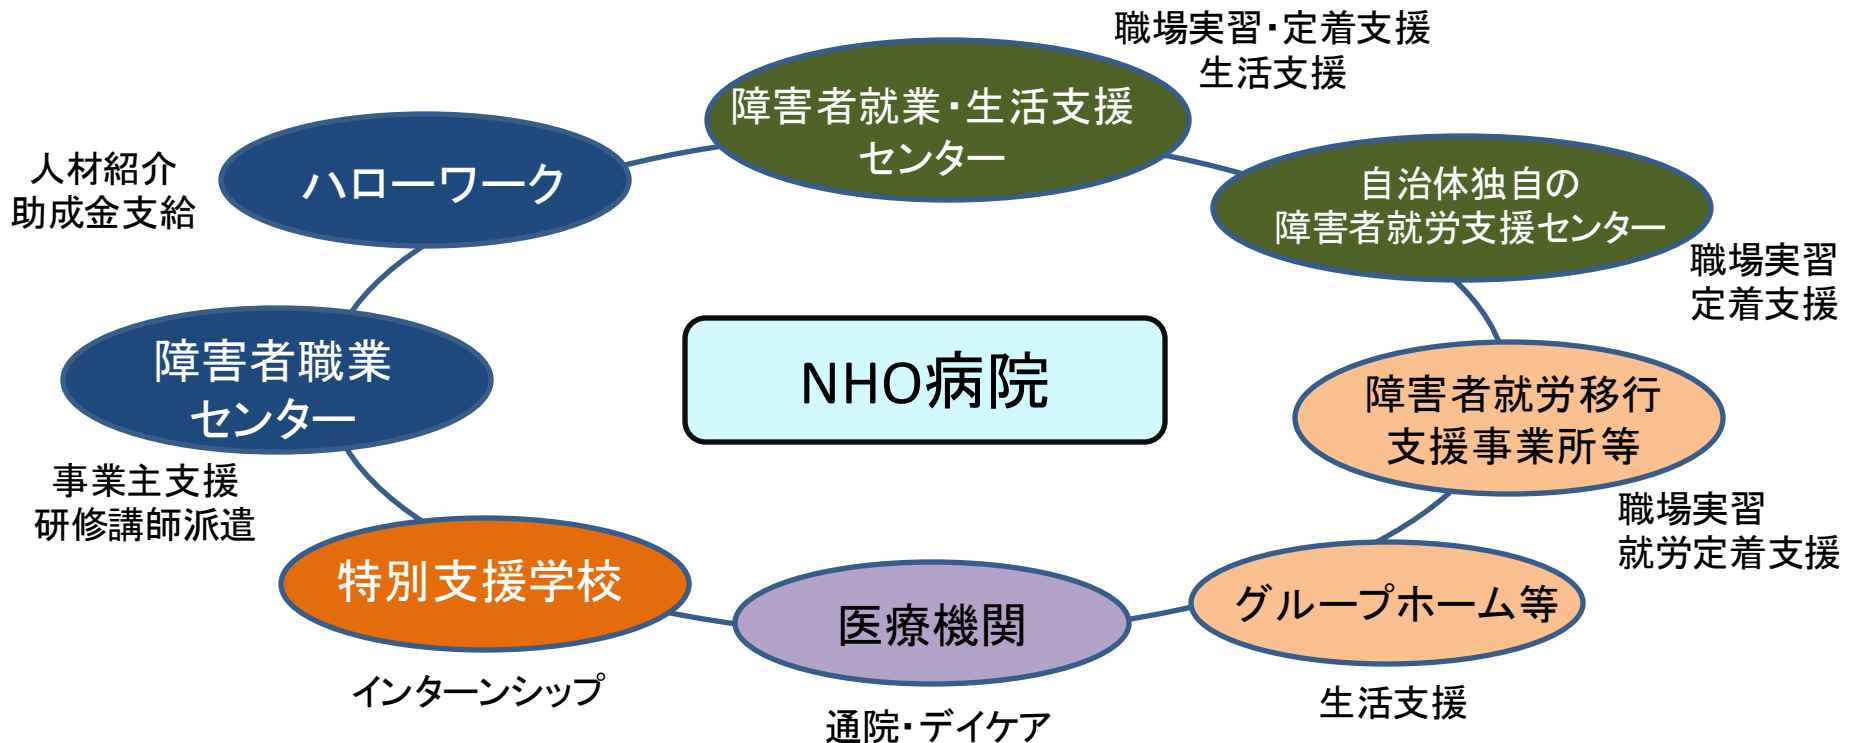 職場実習・定着支援
生活支援
障害者就業・生活支援
センター
ハローワーク
人材紹介
助成金支給
自治体独自の
障害者就労支援センター
職場実習
定着支援
障害者職業
センター
NHO病院
障害者就労移行
支援事業所等
事業主支援
研修講師派遣
職場実習
就労定着支援
特別支援学校
医療機関
グループホーム等
インターンシップ
通院・デイケア
生活支援